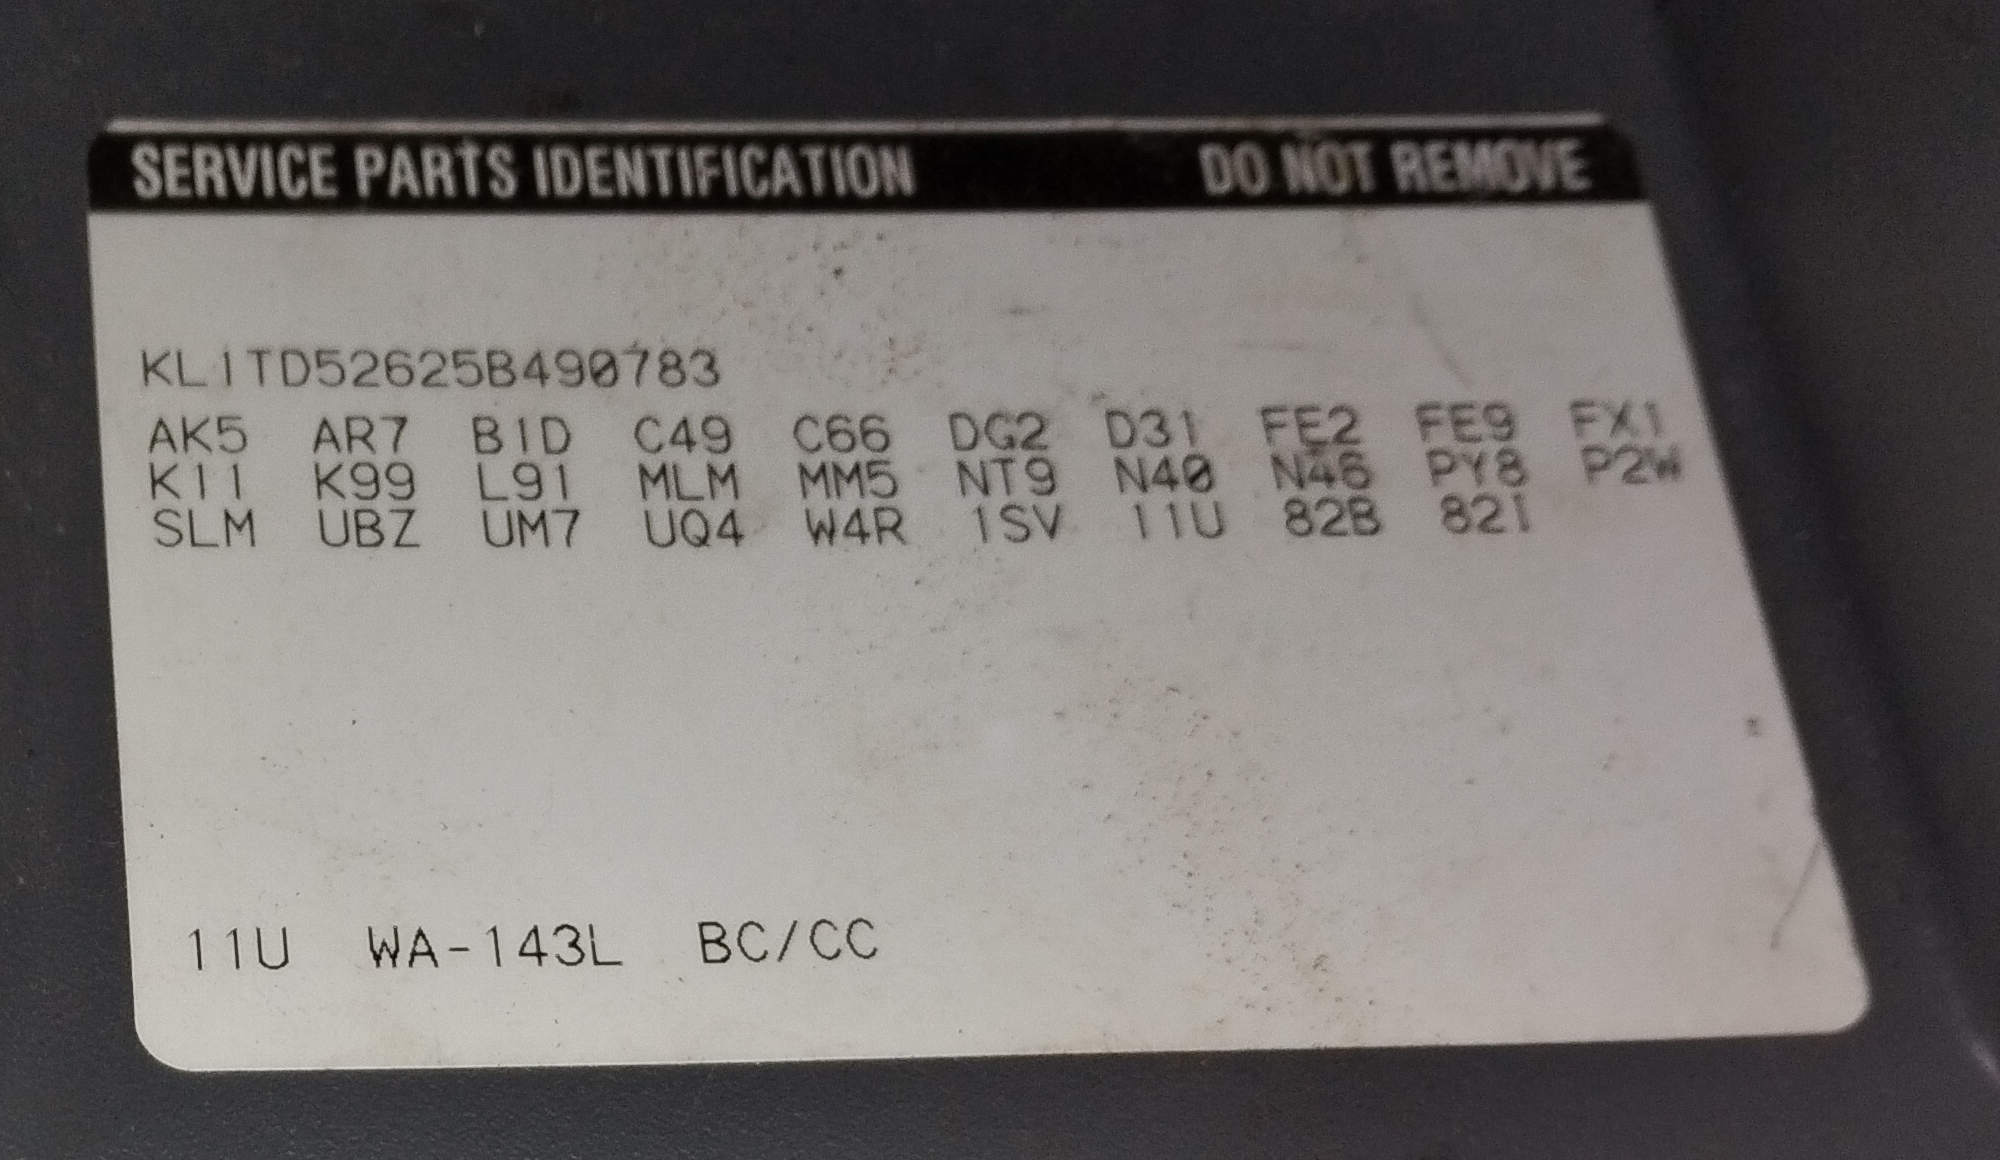 SERVICE PARTS IDENTIFICATION DO NOT REMOVE
KL1TD52625B490783
AK5 AR7 B1D C49 C66 DG2 D31 FE2 FE9 FX1
K11 K99 L91 MLM MM5 NT9 N40 N46 PY8 P2W
SLM UBZ UM7 UQ4 W4R 1SV 11U 82B 82I
11U WA-143L BC/CC